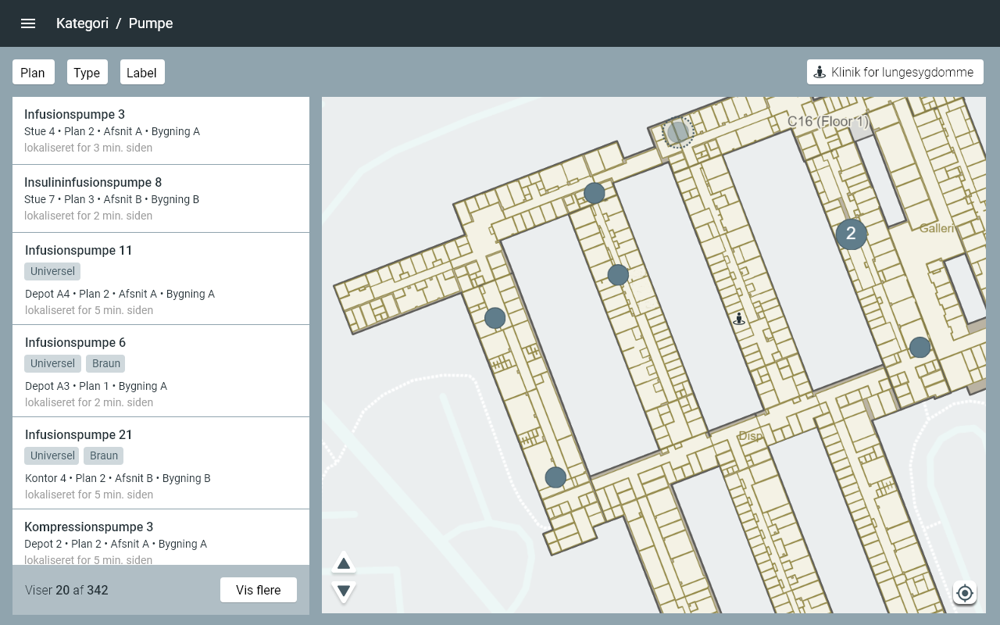 Kategori / Pumpe
Plan
Type
Label
Klinik for lungesygdomme
Infusionspumpe 3
Stue 4 • Plan 2 • Afsnit A • Bygning A
lokaliseret for 3 min. siden
Insulininfusionspumpe 8
Stue 7 • Plan 3 • Afsnit B • Bygning B
lokaliseret for 2 min. siden
Infusionspumpe 11
Universel
Depot A4 • Plan 2 • Afsnit A • Bygning A
lokaliseret for 5 min. siden
Infusionspumpe 6
Universel Braun
Depot A3 • Plan 1 • Bygning A
lokaliseret for 2 min. siden
Infusionspumpe 21
Universel Braun
Kontor 4 • Plan 2 • Afsnit B • Bygning B
lokaliseret for 5 min. siden
Kompressionspumpe 3
Depot 2 • Plan 2 • Afsnit A • Bygning A
lokaliseret for 5 min. siden
Viser 20 af 342
Vis flere
C16 (Floor 1)
Galleri
2
Disp